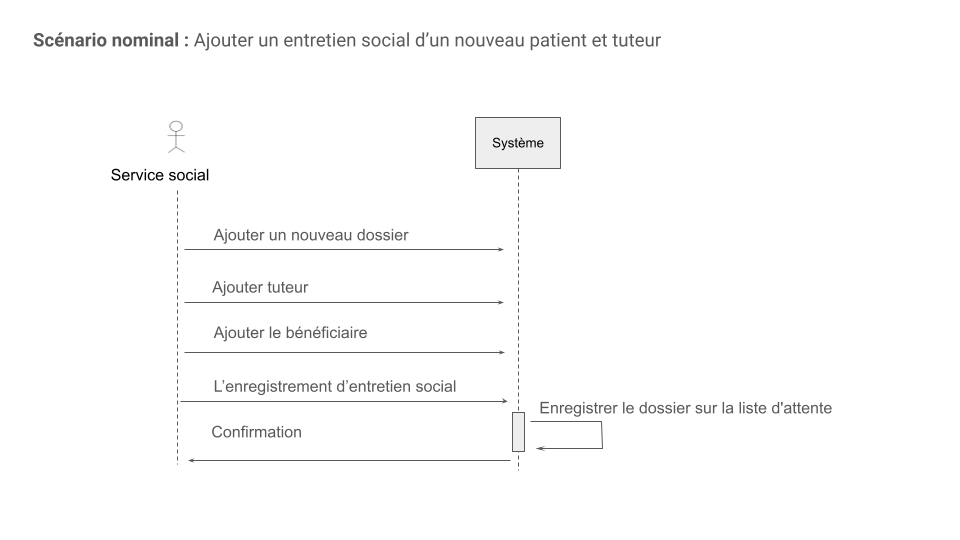 Scénario nominal : Ajouter un entretien social d’un nouveau patient et tuteur
Système
Service social
Ajouter un nouveau dossier
Ajouter tuteur
Ajouter le bénéficiaire
L’enregistrement d’entretien social
Enregistrer le dossier sur la liste d'attente
Confirmation